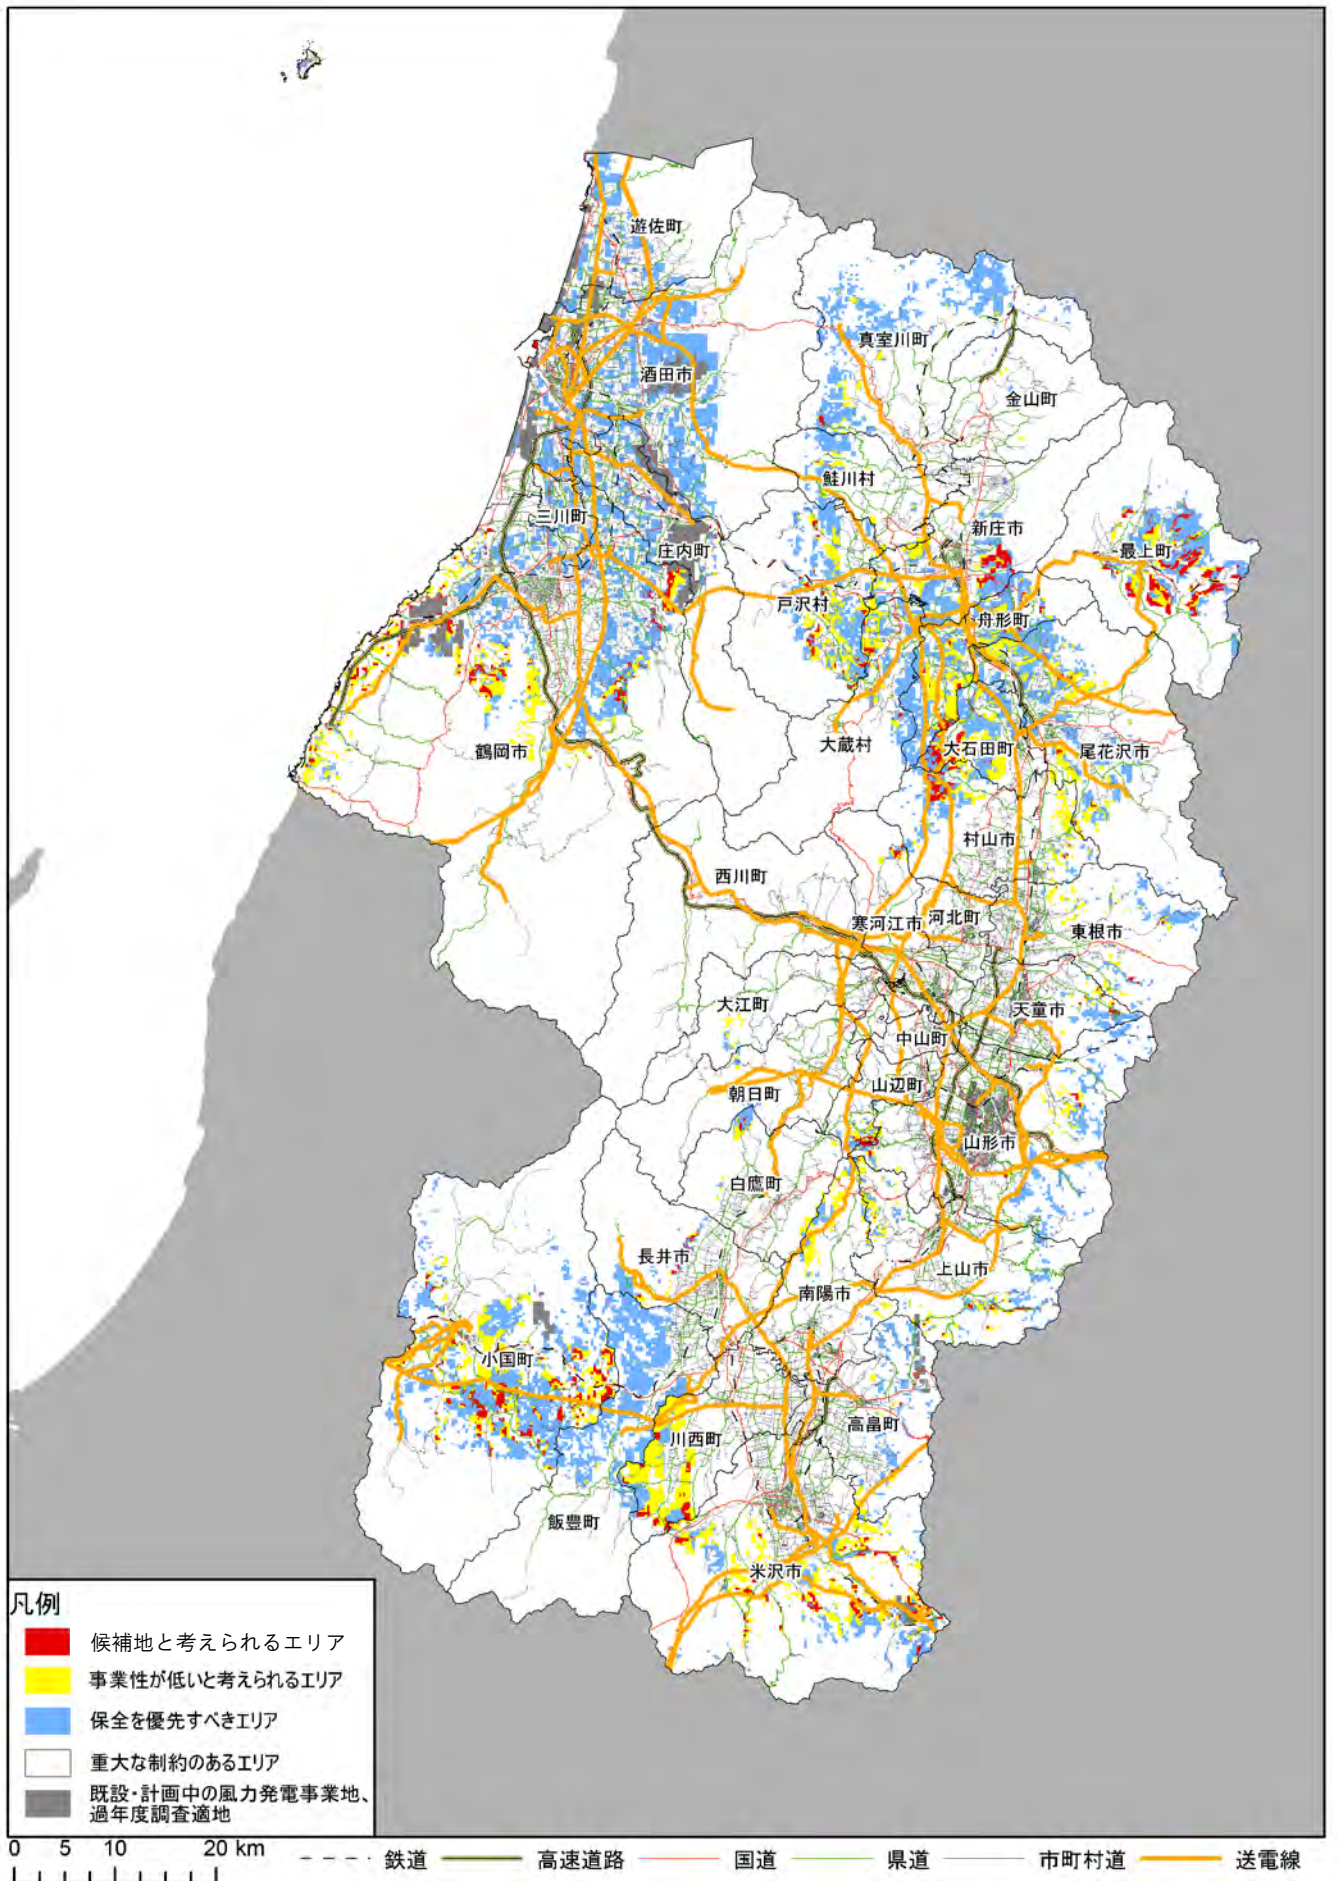 遊佐町
真室川町
酒田市
金山町
鮭川村
三川町
新庄市
庄内町
最上町
戸沢村
舟形町
大蔵村
大石田町
尾花沢市
鶴岡市
村山市
西川町
寒河江市
河北町
東根市
大江町
天童市
中山町
朝日町
山辺町
山形市
白鷹町
長井市
上山市
南陽市
小国町
高畠町
川西町
飯豊町
米沢市
凡例
候補地と考えられるエリア
事業性が低いと考えられるエリア
保全を優先すべきエリア
重大な制約のあるエリア
既設・計画中の風力発電事業地、
過年度調査適地
0 5 10 20 km
鉄道 高速道路 国道 県道 市町村道 送電線